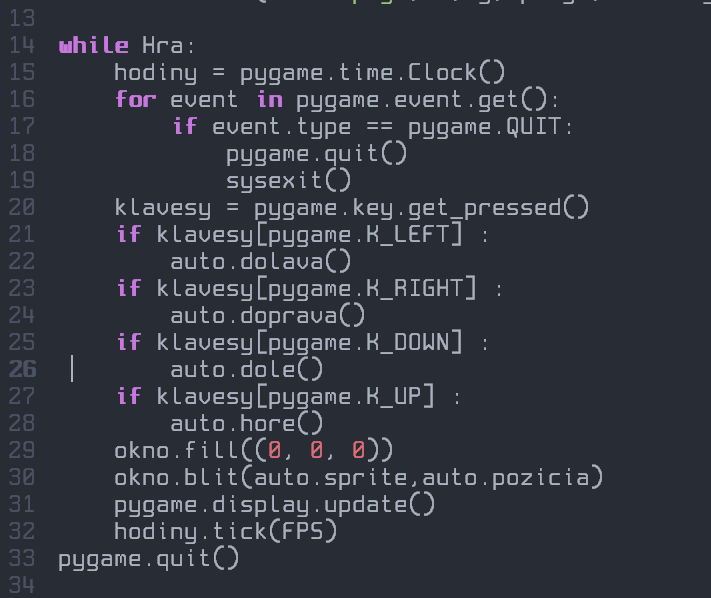 13
14 while Hra:
15     hodiny = pygame.time.Clock()
16     for event in pygame.event.get():
17         if event.type == pygame.QUIT:
18             pygame.quit()
19             sysexit()
20     klavesy = pygame.key.get_pressed()
21     if klavesy[pygame.K_LEFT] :
22         auto.dolava()
23     if klavesy[pygame.K_RIGHT] :
24         auto.doprava()
25     if klavesy[pygame.K_DOWN] :
26         auto.dole()
27     if klavesy[pygame.K_UP] :
28         auto.hore()
29     okno.fill((0, 0, 0))
30     okno.blit(auto.sprite,auto.pozicia)
31     pygame.display.update()
32     hodiny.tick(FPS)
33 pygame.quit()
34